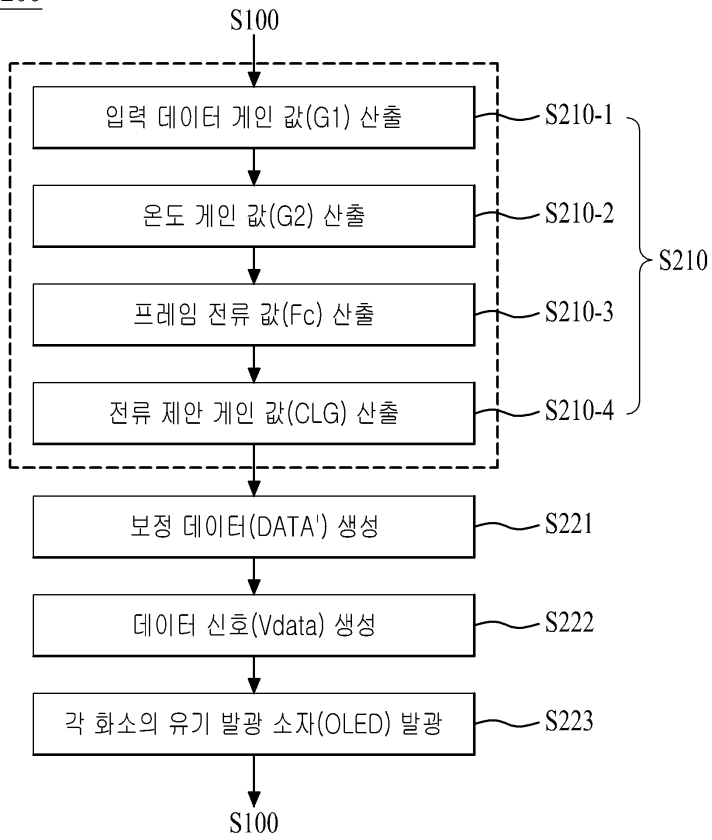 S100
입력 데이터 게인 값(G1) 산출
S210-1
온도 게인 값(G2) 산출
S210-2
S210
프레임 전류 값(Fc) 산출
S210-3
전류 제안 게인 값(CLG) 산출
S210-4
보정 데이터(DATA') 생성
S221
데이터 신호(Vdata) 생성
S222
각 화소의 유기 발광 소자(OLED) 발광
S223
S100